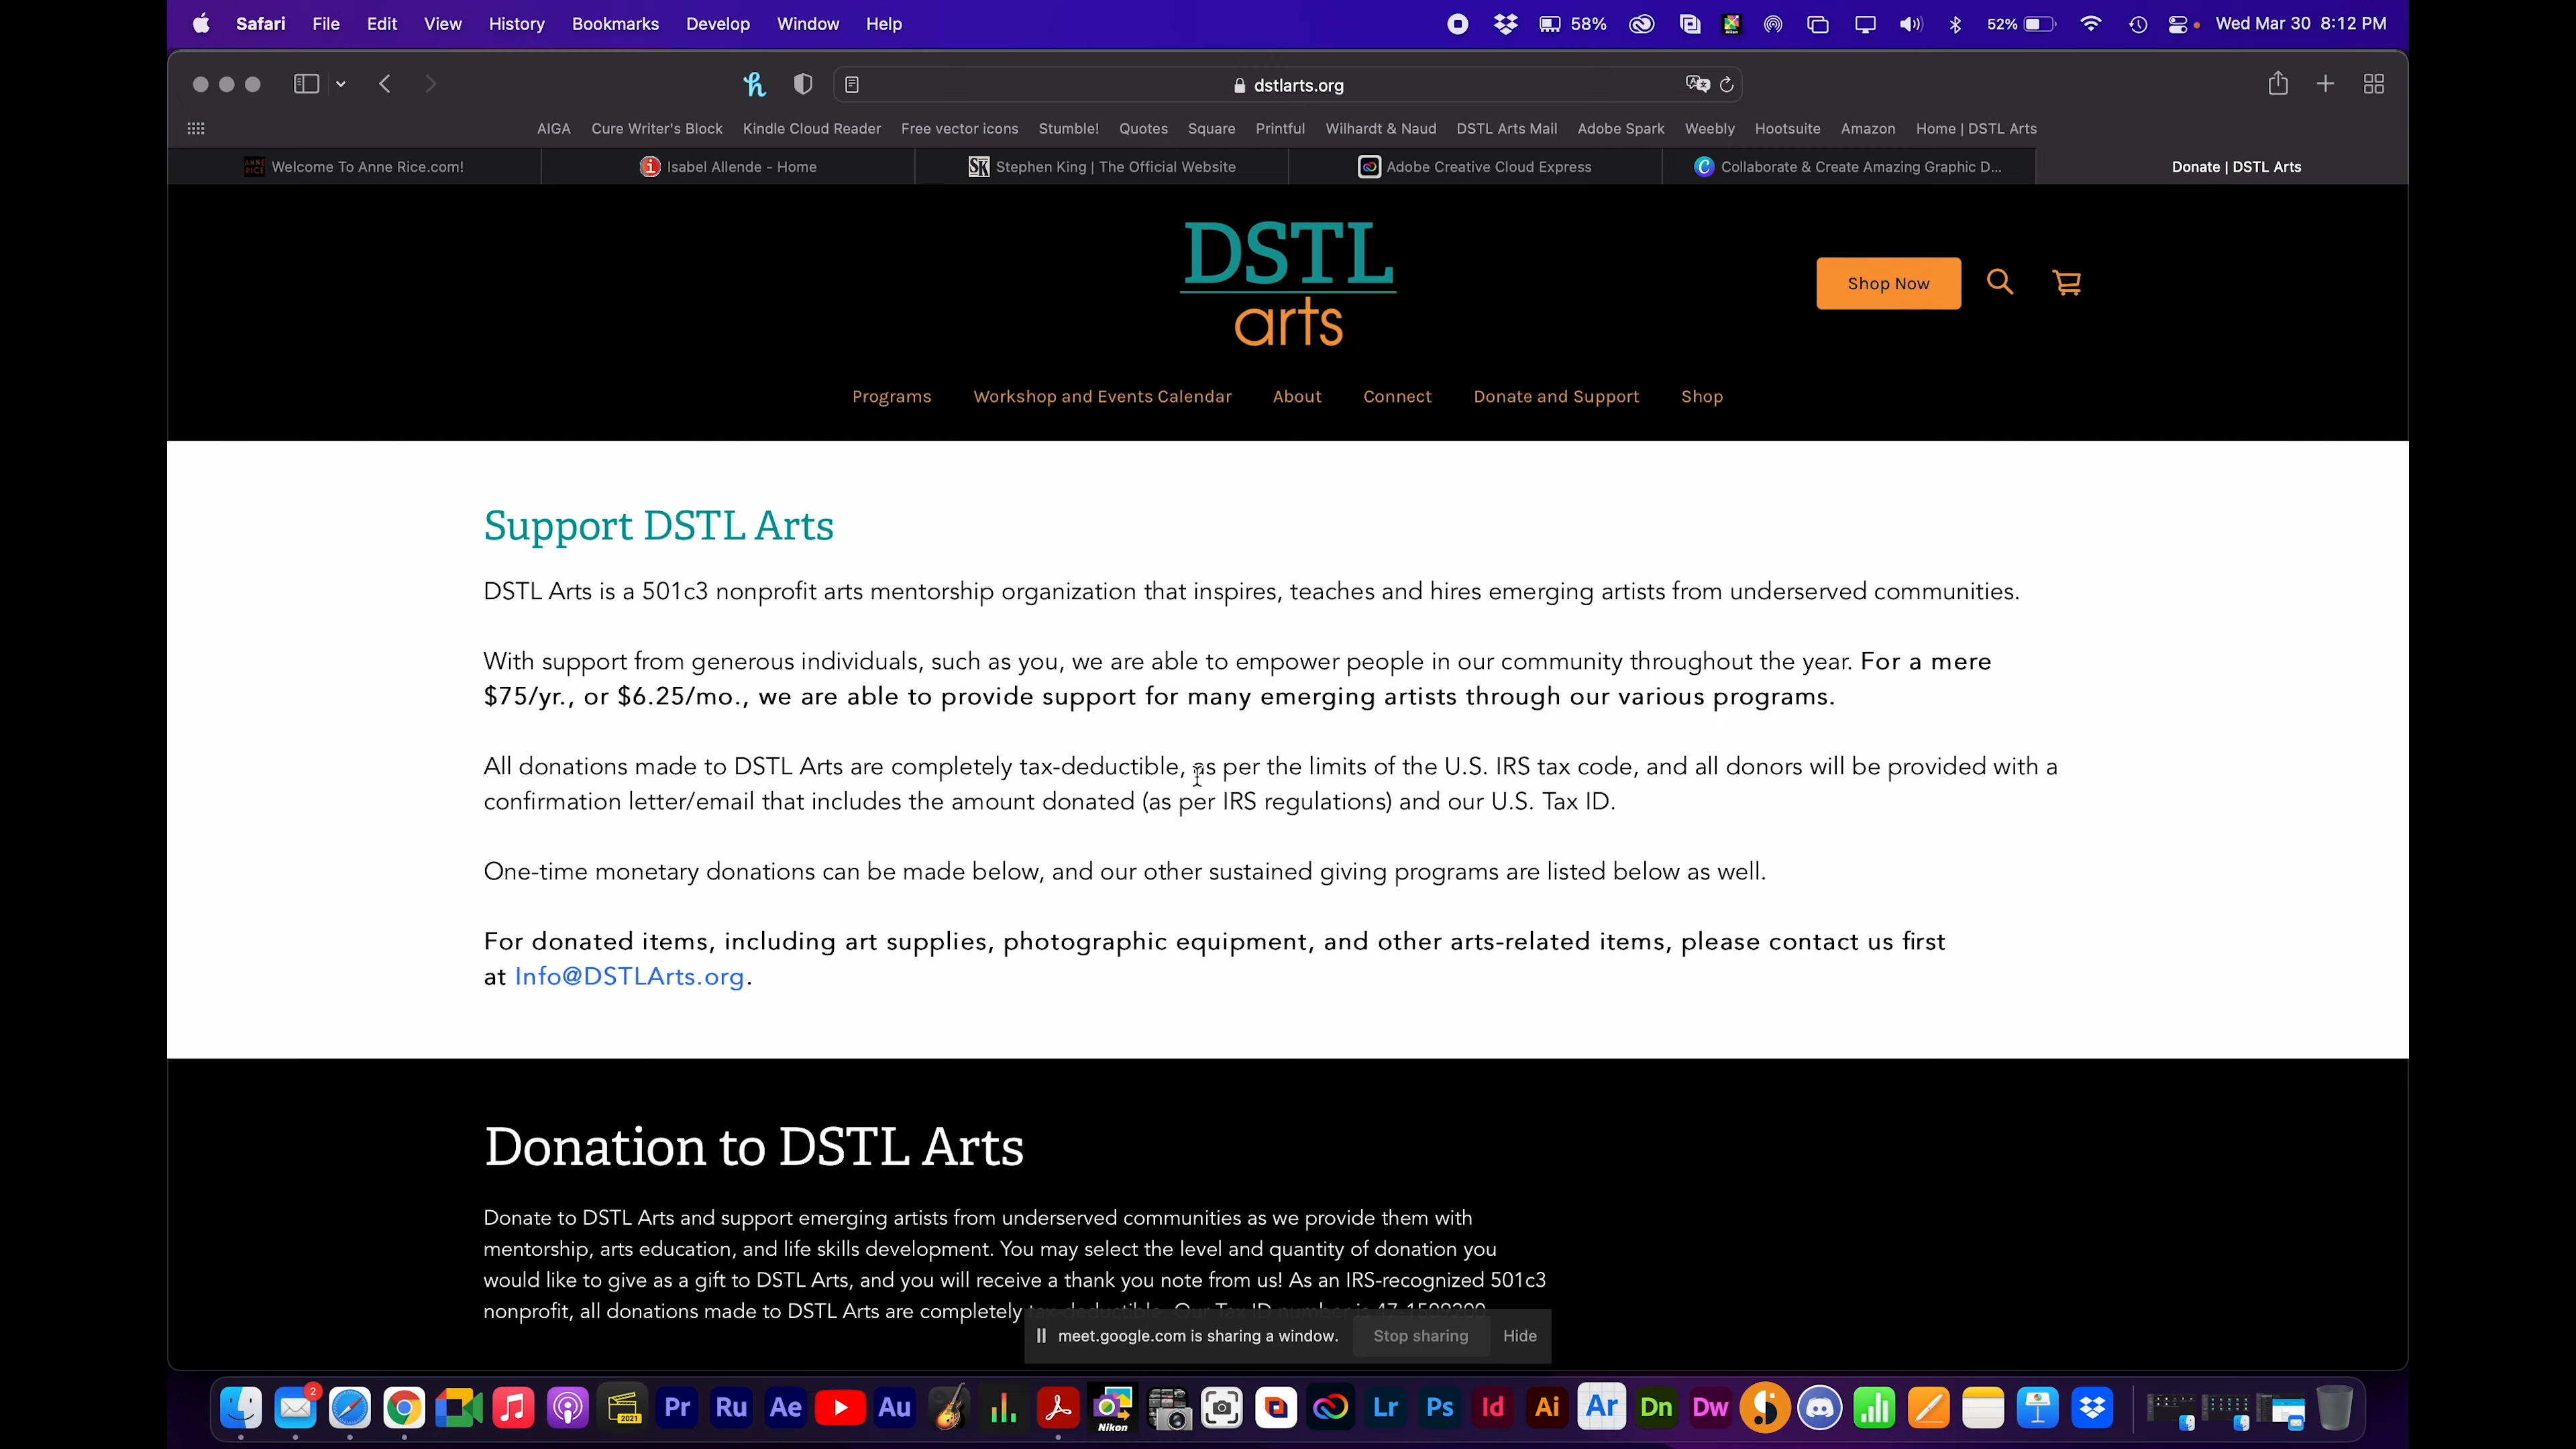 Safari File Edit View History Bookmarks Develop Window Help 58% 52% Wed Mar 30 8:12 PM
dstlarts.org
AIGA Cure Writer's Block Kindle Cloud Reader Free vector icons Stumble! Quotes Square Printful Wilhardt & Naud DSTL Arts Mail Adobe Spark Weebly Hootsuite Amazon Home | DSTL Arts
ANNE RICE Welcome To Anne Rice.com! Isabel Allende - Home SK Stephen King | The Official Website Adobe Creative Cloud Express Collaborate & Create Amazing Graphic D... Donate | DSTL Arts
DSTL
arts
Shop Now
Programs Workshop and Events Calendar About Connect Donate and Support Shop
Support DSTL Arts
DSTL Arts is a 501c3 nonprofit arts mentorship organization that inspires, teaches and hires emerging artists from underserved communities.
With support from generous individuals, such as you, we are able to empower people in our community throughout the year. For a mere
$75/yr., or $6.25/mo., we are able to provide support for many emerging artists through our various programs.
All donations made to DSTL Arts are completely tax-deductible, as per the limits of the U.S. IRS tax code, and all donors will be provided with a
confirmation letter/email that includes the amount donated (as per IRS regulations) and our U.S. Tax ID.
One-time monetary donations can be made below, and our other sustained giving programs are listed below as well.
For donated items, including art supplies, photographic equipment, and other arts-related items, please contact us first
at Info@DSTLArts.org.
Donation to DSTL Arts
Donate to DSTL Arts and support emerging artists from underserved communities as we provide them with
mentorship, arts education, and life skills development. You may select the level and quantity of donation you
would like to give as a gift to DSTL Arts, and you will receive a thank you note from us! As an IRS-recognized 501c3
nonprofit, all donations made to DSTL Arts are completely tax-deductible. Our Tax ID number is
meet.google.com is sharing a window. Stop sharing Hide
2 2021 Pr Ru Ae Au Nikon Lr Ps Id Ai Ar Dn Dw